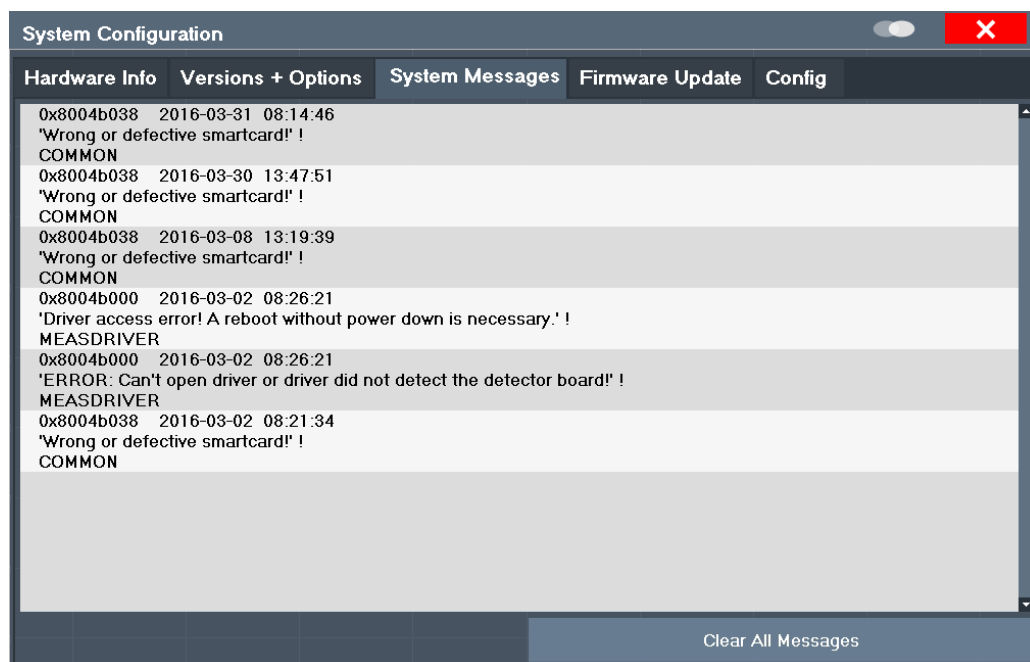 System Configuration
Hardware Info Versions + Options System Messages Firmware Update Config
0x8004b038 2016-03-31 08:14:46
'Wrong or defective smartcard!' !
COMMON
0x8004b038 2016-03-30 13:47:51
'Wrong or defective smartcard!' !
COMMON
0x8004b038 2016-03-08 13:19:39
'Wrong or defective smartcard!' !
COMMON
0x8004b000 2016-03-02 08:26:21
'Driver access error! A reboot without power down is necessary.' !
MEASDRIVER
0x8004b000 2016-03-02 08:26:21
'ERROR: Can't open driver or driver did not detect the detector board!' !
MEASDRIVER
0x8004b038 2016-03-02 08:21:34
'Wrong or defective smartcard!' !
COMMON
Clear All Messages